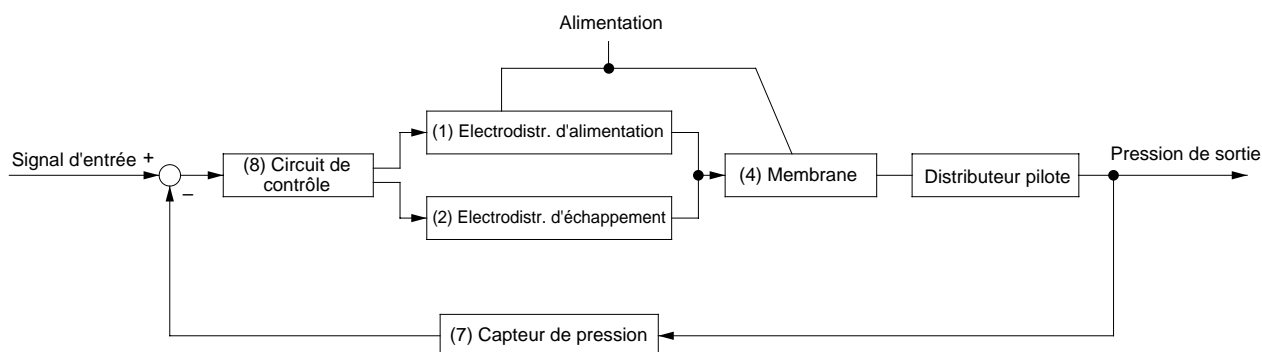 Alimentation
(1) Electrodistr. d'alimentation
Signal d'entrée +
(8) Circuit de
contrôle
–
(2) Electrodistr. d'échappement
(4) Membrane
Distributeur pilote
Pression de sortie
(7) Capteur de pression